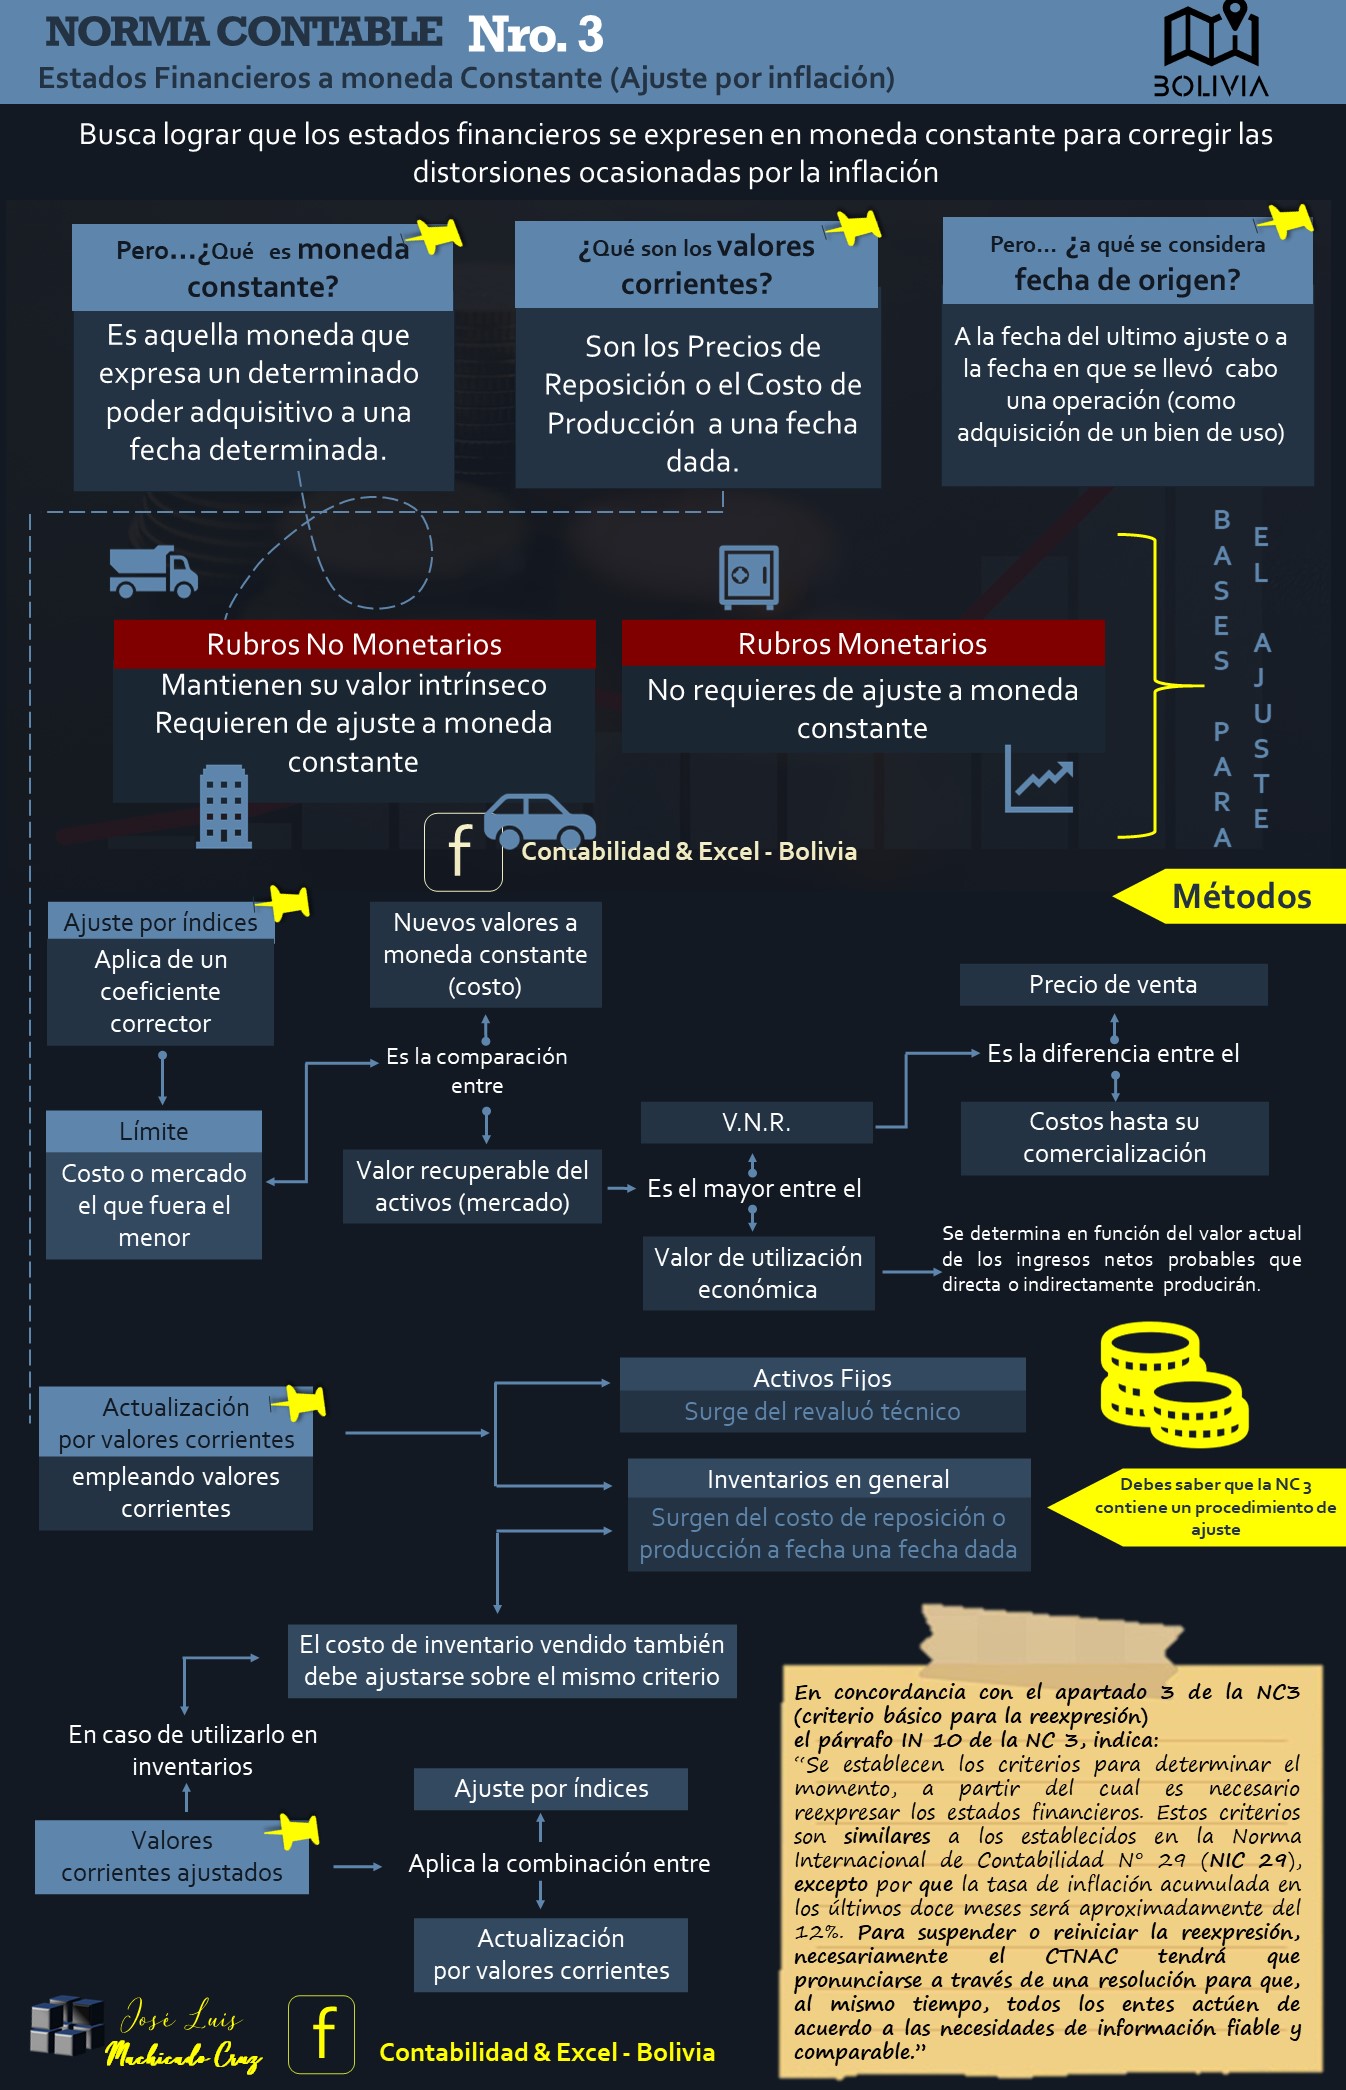 NORMA CONTABLE Nro. 3
Estados Financieros a moneda Constante (Ajuste por inflación)
BOLIVIA
Busca lograr que los estados financieros se expresen en moneda constante para corregir las
distorsiones ocasionadas por la inflación
Pero...¿Qué es moneda
constante?
Es aquella moneda que
expresa un determinado
poder adquisitivo a una
fecha determinada.
¿Qué son los valores
corrientes?
Son los Precios de
Reposición o el Costo de
Producción a una fecha
dada.
Pero... ¿a qué se considera
fecha de origen?
A la fecha del ultimo ajuste o a
la fecha en que se llevó cabo
una operación (como
adquisición de un bien de uso)
Rubros No Monetarios
Mantienen su valor intrínseco
Requieren de ajuste a moneda
constante
Rubros Monetarios
No requieres de ajuste a moneda
constante
BASES PARA
EL AJUSTE
f Contabilidad & Excel - Bolivia
Métodos
Ajuste por índices
Aplica de un
coeficiente
corrector
Límite
Costo o mercado
el que fuera el
menor
Nuevos valores a
moneda constante
(costo)
Es la comparación
entre
Valor recuperable del
activos (mercado)
V.N.R.
Es el mayor entre el
Valor de utilización
económica
Precio de venta
Es la diferencia entre el
Costos hasta su
comercialización
Se determina en función del valor actual
de los ingresos netos probables que
directa o indirectamente producirán.
Actualización
por valores corrientes
empleando valores
corrientes
Activos Fijos
Surge del revaluó técnico
Inventarios en general
Surgen del costo de reposición o
producción a fecha una fecha dada
Debes saber que la NC 3
contiene un procedimiento de
ajuste
El costo de inventario vendido también
debe ajustarse sobre el mismo criterio
En caso de utilizarlo en
inventarios
Valores
corrientes ajustados
Ajuste por índices
Aplica la combinación entre
Actualización
por valores corrientes
En concordancia con el apartado 3 de la NC3
(criterio básico para la reexpresión)
el párrafo IN 10 de la NC 3, indica:
“Se establecen los criterios para determinar el
momento, a partir del cual es necesario
reexpresar los estados financieros. Estos criterios
son similares a los establecidos en la Norma
Internacional de Contabilidad N° 29 (NIC 29),
excepto por que la tasa de inflación acumulada en
los últimos doce meses será aproximadamente del
12%. Para suspender o reiniciar la reexpresión,
necesariamente el CTNAC tendrá que
pronunciarse a través de una resolución para que,
al mismo tiempo, todos los entes actúen de
acuerdo a las necesidades de información fiable y
comparable.”
José Luis
Machicado Cruz
f Contabilidad & Excel - Bolivia